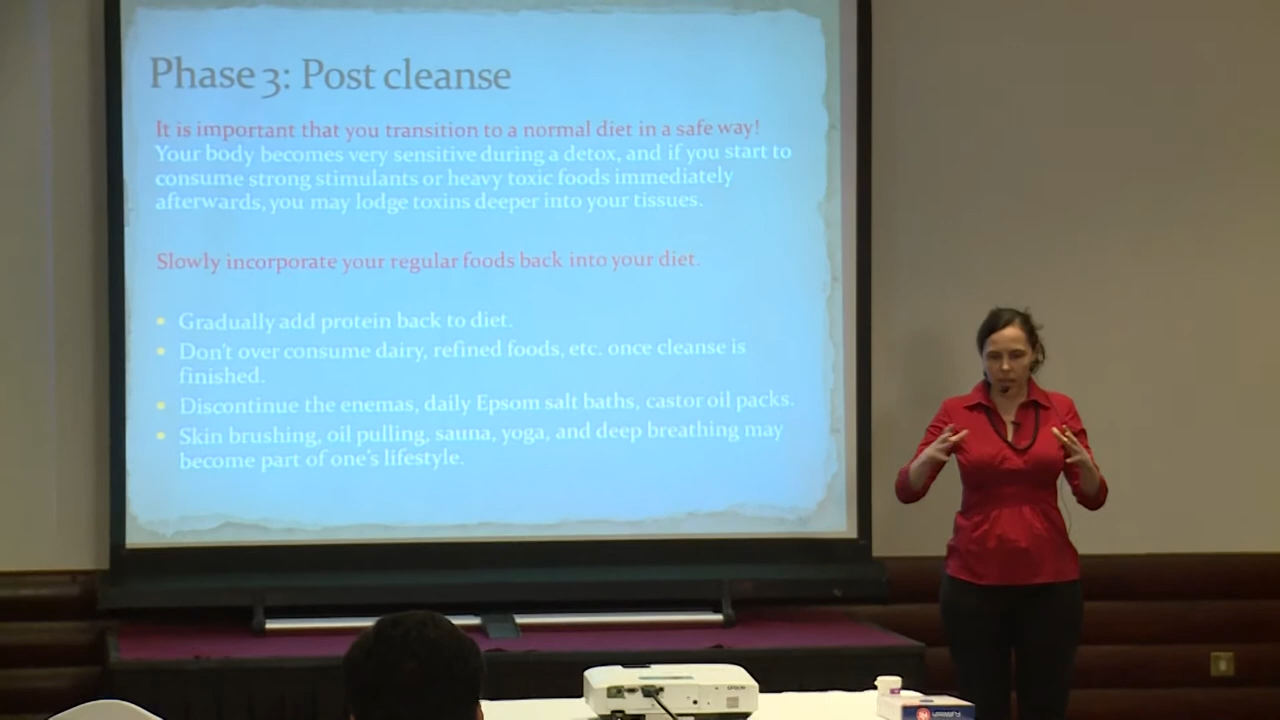 Phase 3: Post cleanse
It is important that you transition to a normal diet in a safe way!
Your body becomes very sensitive during a detox, and if you start to
consume strong stimulants or heavy toxic foods immediately
afterwards, you may lodge toxins deeper into your tissues.
Slowly incorporate your regular foods back into your diet.
• Gradually add protein back to diet.
• Don't over consume dairy, refined foods, etc. once cleanse is
finished.
• Discontinue the enemas, daily Epsom salt baths, castor oil packs.
• Skin brushing, oil pulling, sauna, yoga, and deep breathing may
become part of one's lifestyle.
EPSON